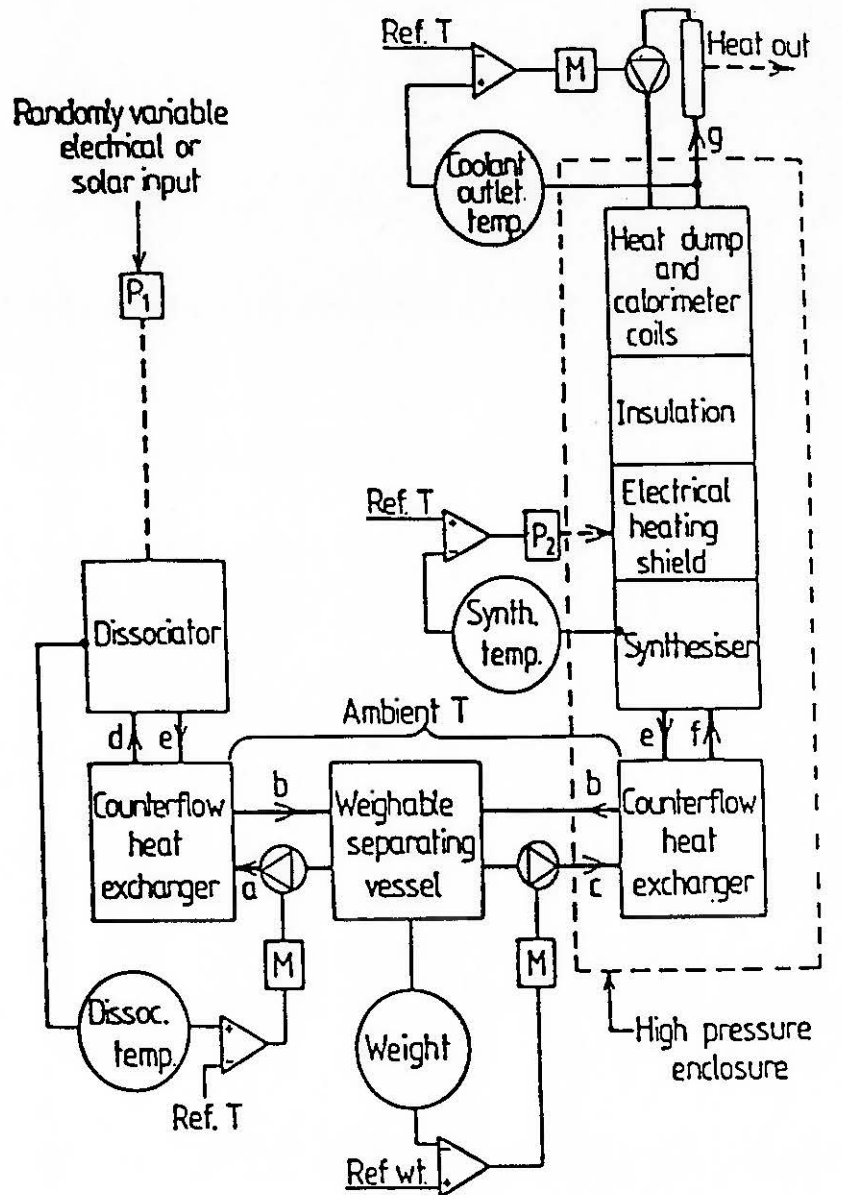 Ref. T
M
Heat out
g
Randomly variable
electrical or
solar input
P1
Coolant
outlet
temp.
Heat dump
and
calorimeter
coils
Insulation
Ref. T
P2
Electrical
heating
shield
Synth.
temp.
Synthesiser
Dissociator
d
e
Ambient T
e
f
Counterflow
heat
exchanger
b
a
Weighable
separating
vessel
b
c
Counterflow
heat
exchanger
M
M
Dissoc.
temp.
Ref. T
Weight
Ref wt.
High pressure
enclosure